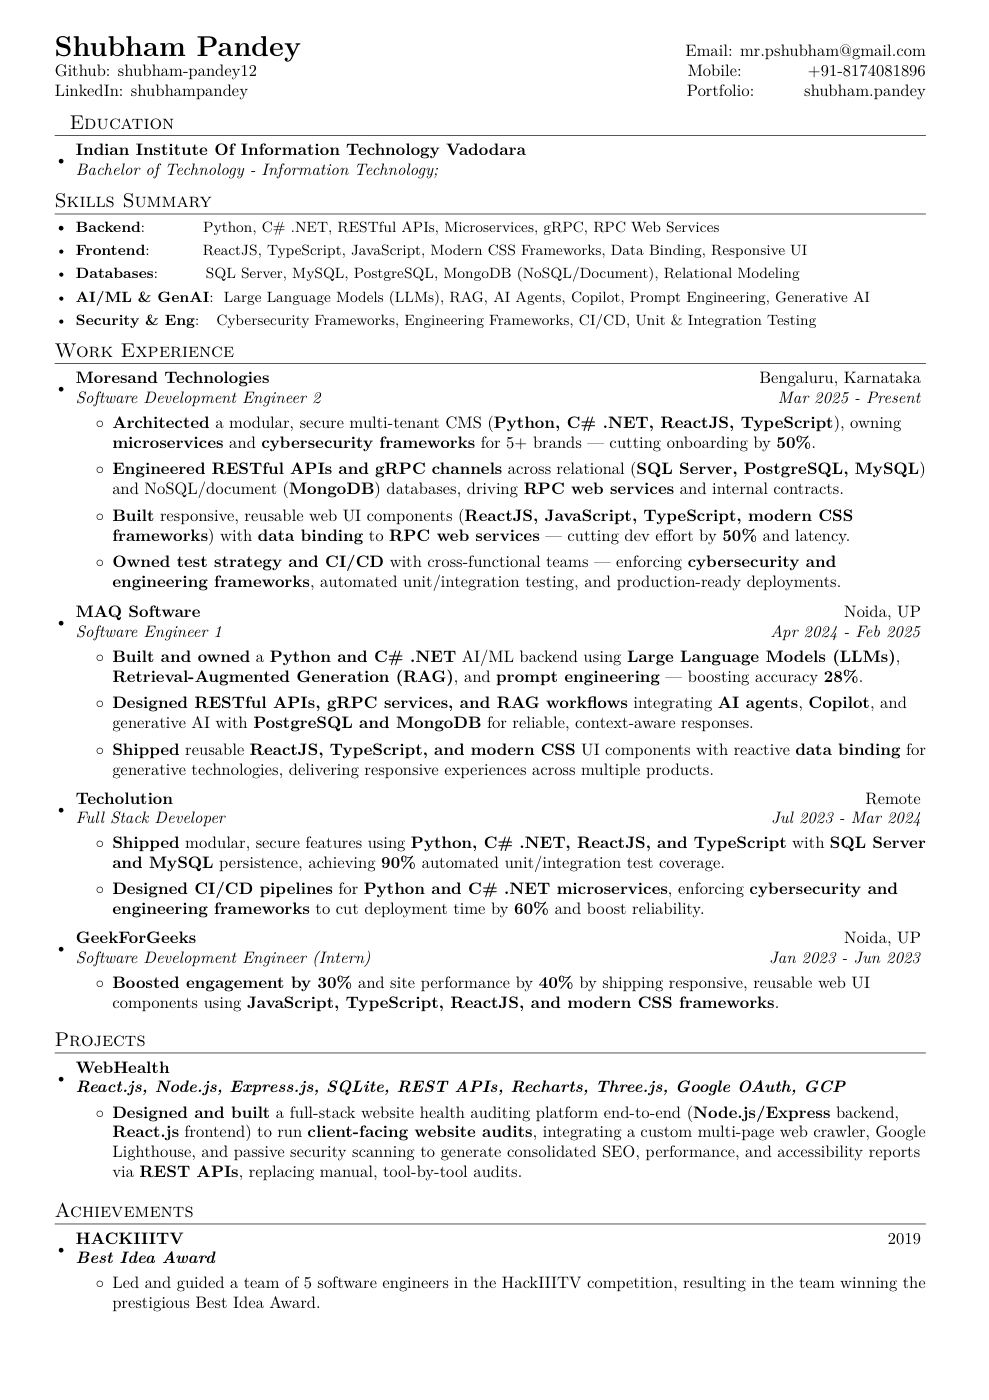 Shubham Pandey
Email: mr.pshubham@gmail.com
Github: shubham-pandey12
Mobile: +91-8174081896
LinkedIn: shubhampandey
Portfolio: shubham.pandey
Education
• Indian Institute Of Information Technology Vadodara
Bachelor of Technology - Information Technology;
Skills Summary
• Backend: Python, C# .NET, RESTful APIs, Microservices, gRPC, RPC Web Services
• Frontend: ReactJS, TypeScript, JavaScript, Modern CSS Frameworks, Data Binding, Responsive UI
• Databases: SQL Server, MySQL, PostgreSQL, MongoDB (NoSQL/Document), Relational Modeling
• AI/ML & GenAI: Large Language Models (LLMs), RAG, AI Agents, Copilot, Prompt Engineering, Generative AI
• Security & Eng: Cybersecurity Frameworks, Engineering Frameworks, CI/CD, Unit & Integration Testing
Work Experience
• Moresand Technologies Bengaluru, Karnataka
Software Development Engineer 2 Mar 2025 - Present
◦ Architected a modular, secure multi-tenant CMS (Python, C# .NET, ReactJS, TypeScript), owning
microservices and cybersecurity frameworks for 5+ brands — cutting onboarding by 50%.
◦ Engineered RESTful APIs and gRPC channels across relational (SQL Server, PostgreSQL, MySQL)
and NoSQL/document (MongoDB) databases, driving RPC web services and internal contracts.
◦ Built responsive, reusable web UI components (ReactJS, JavaScript, TypeScript, modern CSS
frameworks) with data binding to RPC web services — cutting dev effort by 50% and latency.
◦ Owned test strategy and CI/CD with cross-functional teams — enforcing cybersecurity and
engineering frameworks, automated unit/integration testing, and production-ready deployments.
• MAQ Software Noida, UP
Software Engineer 1 Apr 2024 - Feb 2025
◦ Built and owned a Python and C# .NET AI/ML backend using Large Language Models (LLMs),
Retrieval-Augmented Generation (RAG), and prompt engineering — boosting accuracy 28%.
◦ Designed RESTful APIs, gRPC services, and RAG workflows integrating AI agents, Copilot, and
generative AI with PostgreSQL and MongoDB for reliable, context-aware responses.
◦ Shipped reusable ReactJS, TypeScript, and modern CSS UI components with reactive data binding for
generative technologies, delivering responsive experiences across multiple products.
• Techolution Remote
Full Stack Developer Jul 2023 - Mar 2024
◦ Shipped modular, secure features using Python, C# .NET, ReactJS, and TypeScript with SQL Server
and MySQL persistence, achieving 90% automated unit/integration test coverage.
◦ Designed CI/CD pipelines for Python and C# .NET microservices, enforcing cybersecurity and
engineering frameworks to cut deployment time by 60% and boost reliability.
• GeekForGeeks Noida, UP
Software Development Engineer (Intern) Jan 2023 - Jun 2023
◦ Boosted engagement by 30% and site performance by 40% by shipping responsive, reusable web UI
components using JavaScript, TypeScript, ReactJS, and modern CSS frameworks.
Projects
• WebHealth
React.js, Node.js, Express.js, SQLite, REST APIs, Recharts, Three.js, Google OAuth, GCP
◦ Designed and built a full-stack website health auditing platform end-to-end (Node.js/Express backend,
React.js frontend) to run client-facing website audits, integrating a custom multi-page web crawler, Google
Lighthouse, and passive security scanning to generate consolidated SEO, performance, and accessibility reports
via REST APIs, replacing manual, tool-by-tool audits.
Achievements
• HACKIIITV 2019
Best Idea Award
◦ Led and guided a team of 5 software engineers in the HackIIITV competition, resulting in the team winning the
prestigious Best Idea Award.